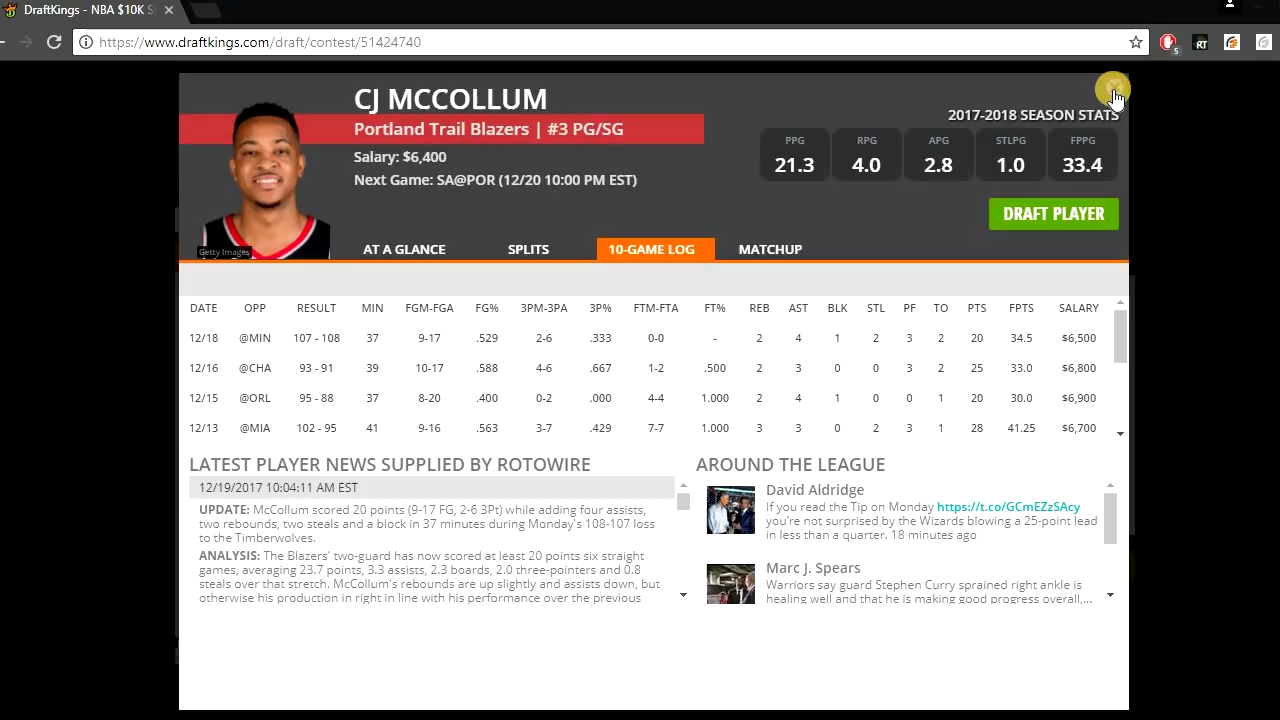 DraftKings - NBA $10K S
https://www.draftkings.com/draft/contest/51424740
5
RT
CJ MCCOLLUM
Portland Trail Blazers | #3 PG/SG
Salary: $6,400
Next Game: SA@POR (12/20 10:00 PM EST)
Getty Images
2017-2018 SEASON STATS
PPG RPG APG STLPG FPPG
21.3 4.0 2.8 1.0 33.4
DRAFT PLAYER
AT A GLANCE SPLITS 10-GAME LOG MATCHUP
DATE OPP RESULT MIN FGM-FGA FG% 3PM-3PA 3P% FTM-FTA FT% REB AST BLK STL PF TO PTS FPTS SALARY
12/18 @MIN 107 - 108 37 9-17 .529 2-6 .333 0-0 - 2 4 1 2 3 2 20 34.5 $6,500
12/16 @CHA 93 - 91 39 10-17 .588 4-6 .667 1-2 .500 2 3 0 0 3 2 25 33.0 $6,800
12/15 @ORL 95 - 88 37 8-20 .400 0-2 .000 4-4 1.000 2 4 1 0 0 1 20 30.0 $6,900
12/13 @MIA 102 - 95 41 9-16 .563 3-7 .429 7-7 1.000 3 3 0 2 3 1 28 41.25 $6,700
LATEST PLAYER NEWS SUPPLIED BY ROTOWIRE
12/19/2017 10:04:11 AM EST
UPDATE: McCollum scored 20 points (9-17 FG, 2-6 3Pt) while adding four assists,
two rebounds, two steals and a block in 37 minutes during Monday's 108-107 loss
to the Timberwolves.
ANALYSIS: The Blazers' two-guard has now scored at least 20 points six straight
games, averaging 23.7 points, 3.3 assists, 2.3 boards, 2.0 three-pointers and 0.8
steals over that stretch. McCollum's rebounds are up slightly and assists down, but
otherwise his production in right in line with his performance over the previous
AROUND THE LEAGUE
David Aldridge
If you read the Tip on Monday https://t.co/GCmEZzSAcy
you're not surprised by the Wizards blowing a 25-point lead
in less than a quarter. 18 minutes ago
Marc J. Spears
Warriors say guard Stephen Curry sprained right ankle is
healing well and that he is making good progress overall,...